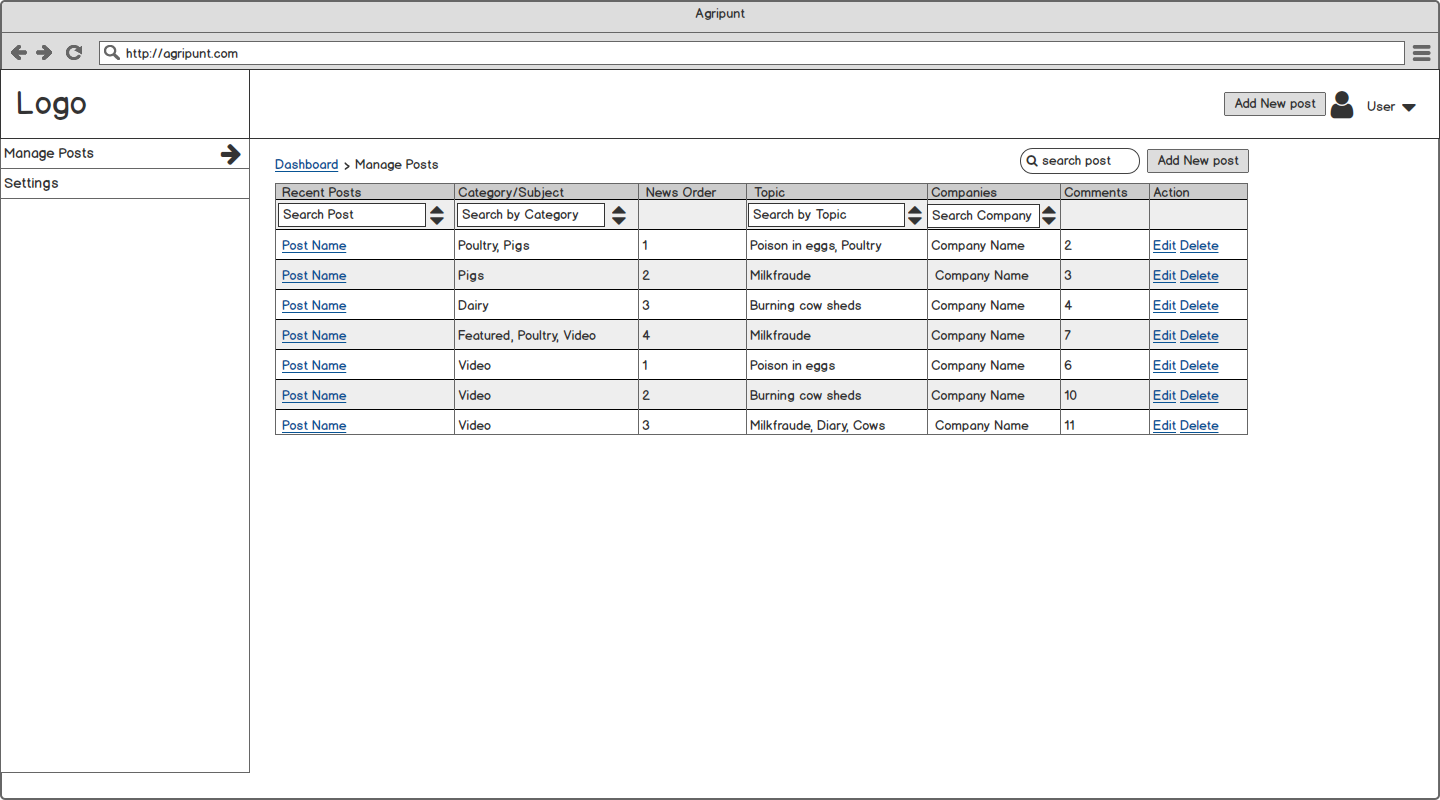 Agripunt
http://agripunt.com
Logo
Add New post User
Manage Posts
Settings
Dashboard > Manage Posts
search post Add New post
Recent Posts Category/Subject News Order Topic Companies Comments Action
Search Post Search by Category Search by Topic Search Company
Post Name Poultry, Pigs 1 Poison in eggs, Poultry Company Name 2 Edit Delete
Post Name Pigs 2 Milkfraude Company Name 3 Edit Delete
Post Name Dairy 3 Burning cow sheds Company Name 4 Edit Delete
Post Name Featured, Poultry, Video 4 Milkfraude Company Name 7 Edit Delete
Post Name Video 1 Poison in eggs Company Name 6 Edit Delete
Post Name Video 2 Burning cow sheds Company Name 10 Edit Delete
Post Name Video 3 Milkfraude, Diary, Cows Company Name 11 Edit Delete